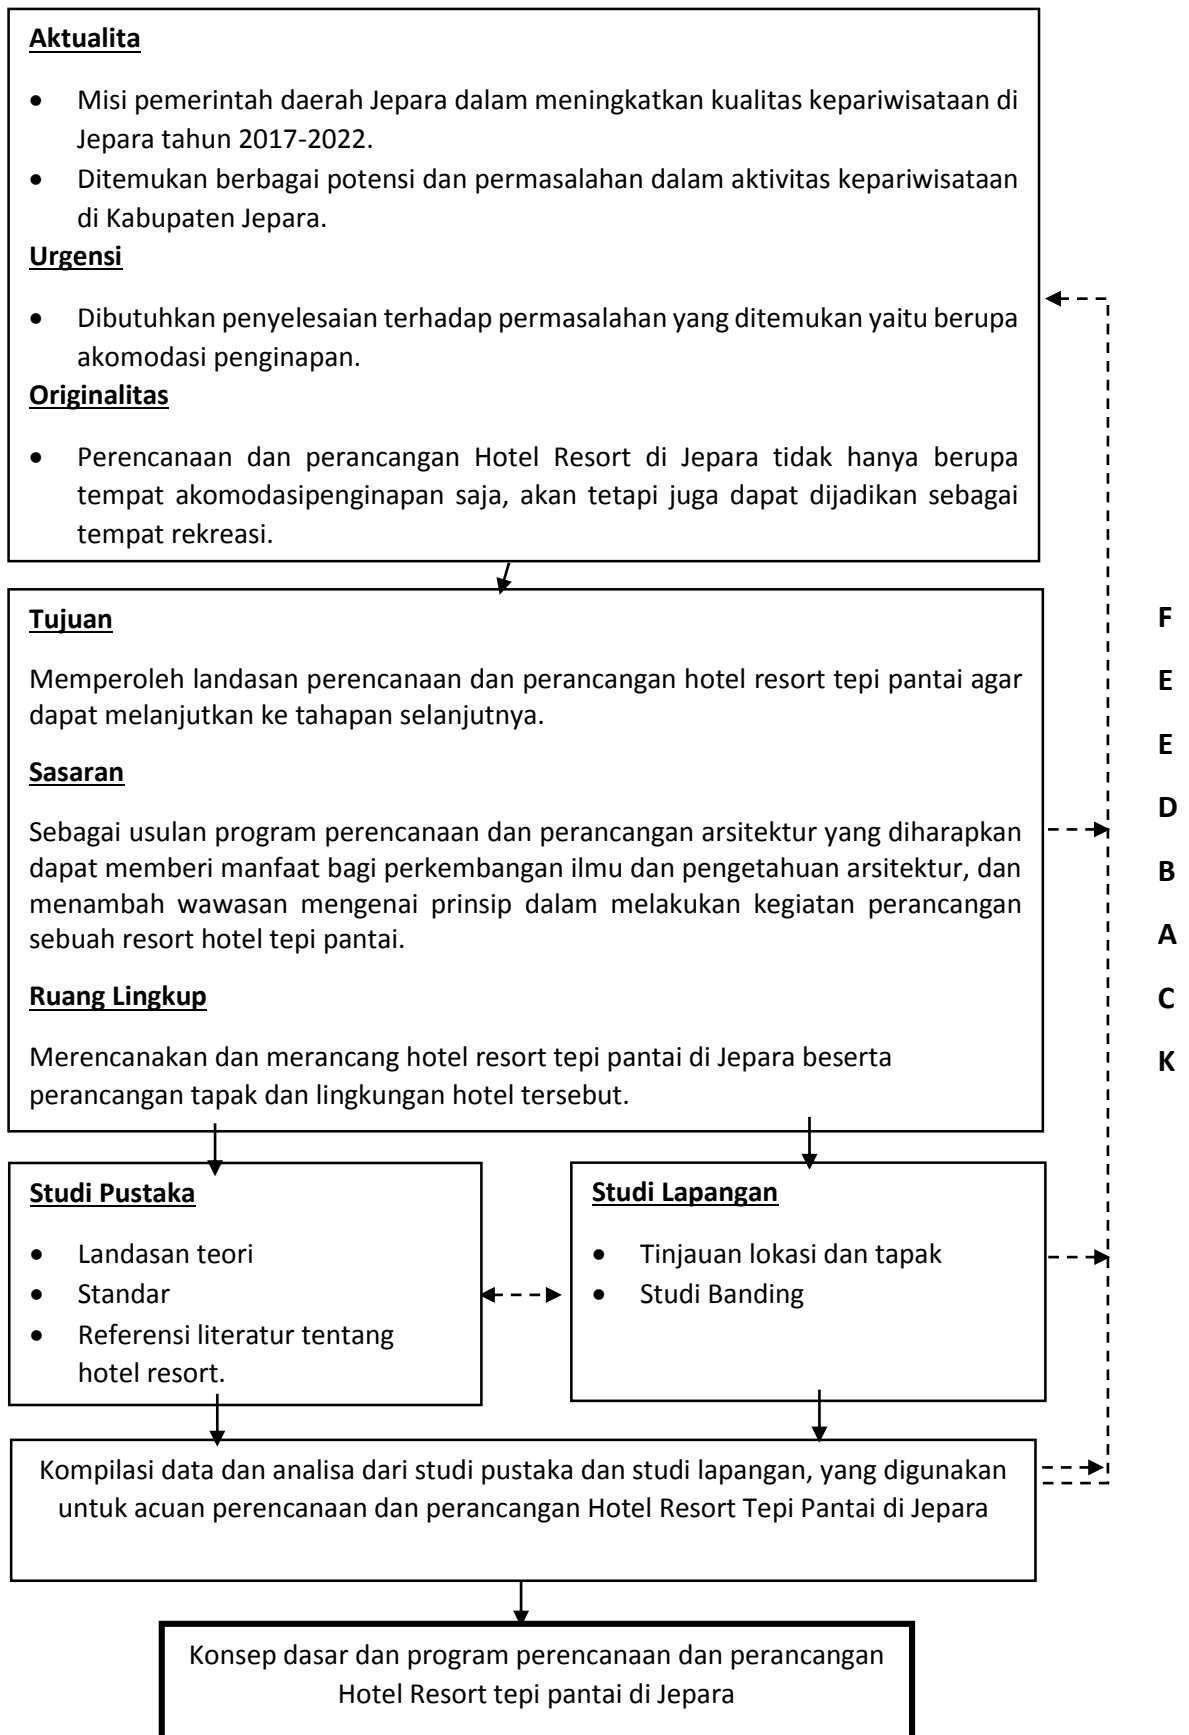 Aktualita
• Misi pemerintah daerah Jepara dalam meningkatkan kualitas kepariwisataan di
Jepara tahun 2017-2022.
• Ditemukan berbagai potensi dan permasalahan dalam aktivitas kepariwisataan
di Kabupaten Jepara.
Urgensi
• Dibutuhkan penyelesaian terhadap permasalahan yang ditemukan yaitu berupa
akomodasi penginapan.
Originalitas
• Perencanaan dan perancangan Hotel Resort di Jepara tidak hanya berupa
tempat akomodasipenginapan saja, akan tetapi juga dapat dijadikan sebagai
tempat rekreasi.
Tujuan
Memperoleh landasan perencanaan dan perancangan hotel resort tepi pantai agar
dapat melanjutkan ke tahapan selanjutnya.
Sasaran
Sebagai usulan program perencanaan dan perancangan arsitektur yang diharapkan
dapat memberi manfaat bagi perkembangan ilmu dan pengetahuan arsitektur, dan
menambah wawasan mengenai prinsip dalam melakukan kegiatan perancangan
sebuah resort hotel tepi pantai.
Ruang Lingkup
Merencanakan dan merancang hotel resort tepi pantai di Jepara beserta
perancangan tapak dan lingkungan hotel tersebut.
F
E
E
D
B
A
C
K
Studi Pustaka
• Landasan teori
• Standar
• Referensi literatur tentang
hotel resort.
Studi Lapangan
• Tinjauan lokasi dan tapak
• Studi Banding
Kompilasi data dan analisa dari studi pustaka dan studi lapangan, yang digunakan
untuk acuan perencanaan dan perancangan Hotel Resort Tepi Pantai di Jepara
Konsep dasar dan program perencanaan dan perancangan
Hotel Resort tepi pantai di Jepara